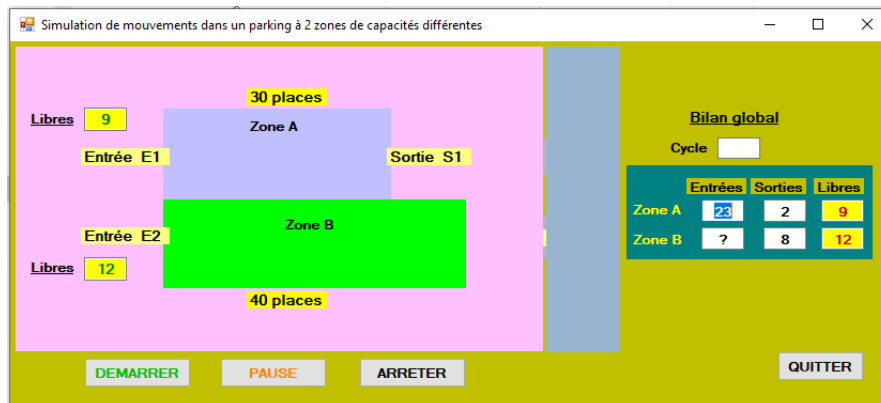 Simulation de mouvements dans un parking à 2 zones de capacités différentes
30 places
Libres 9
Zone A
Entrée E1
Sortie S1
Zone B
Entrée E2
Libres 12
40 places
Bilan global
Cycle
Entrées Sorties Libres
Zone A 23 2 9
Zone B ? 8 12
DEMARRER PAUSE ARRETER
QUITTER